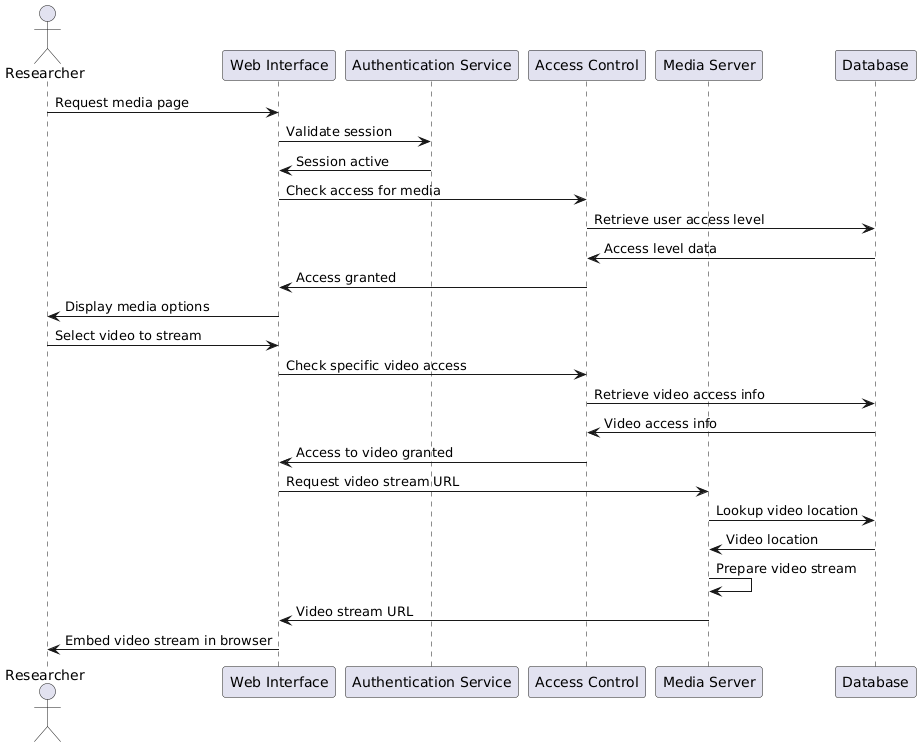 Researcher
Web Interface
Authentication Service
Access Control
Media Server
Database
Request media page
Validate session
Session active
Check access for media
Retrieve user access level
Access level data
Access granted
Display media options
Select video to stream
Check specific video access
Retrieve video access info
Video access info
Access to video granted
Request video stream URL
Lookup video location
Video location
Prepare video stream
Video stream URL
Embed video stream in browser
Researcher
Web Interface
Authentication Service
Access Control
Media Server
Database